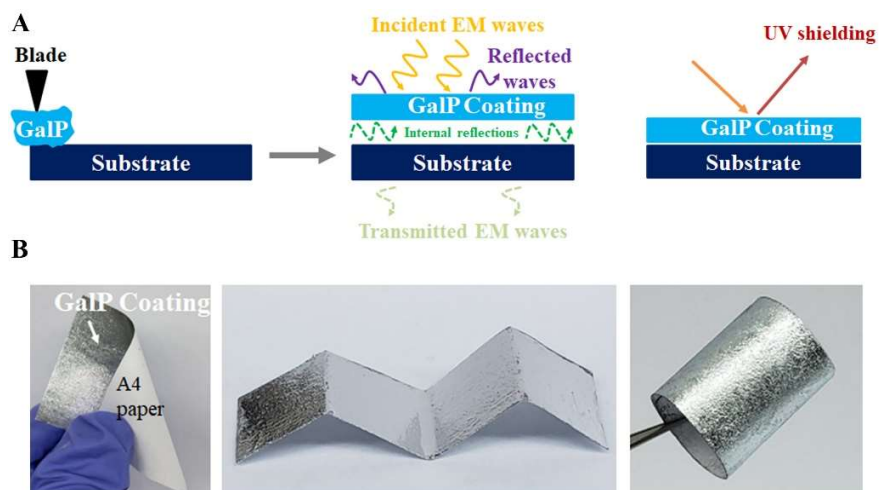 A
Blade
GaIP
Substrate
Incident EM waves
Reflected
waves
GaIP Coating
Internal reflections
Substrate
Transmitted EM waves
UV shielding
GaIP Coating
Substrate
B
GaIP Coating
A4
paper